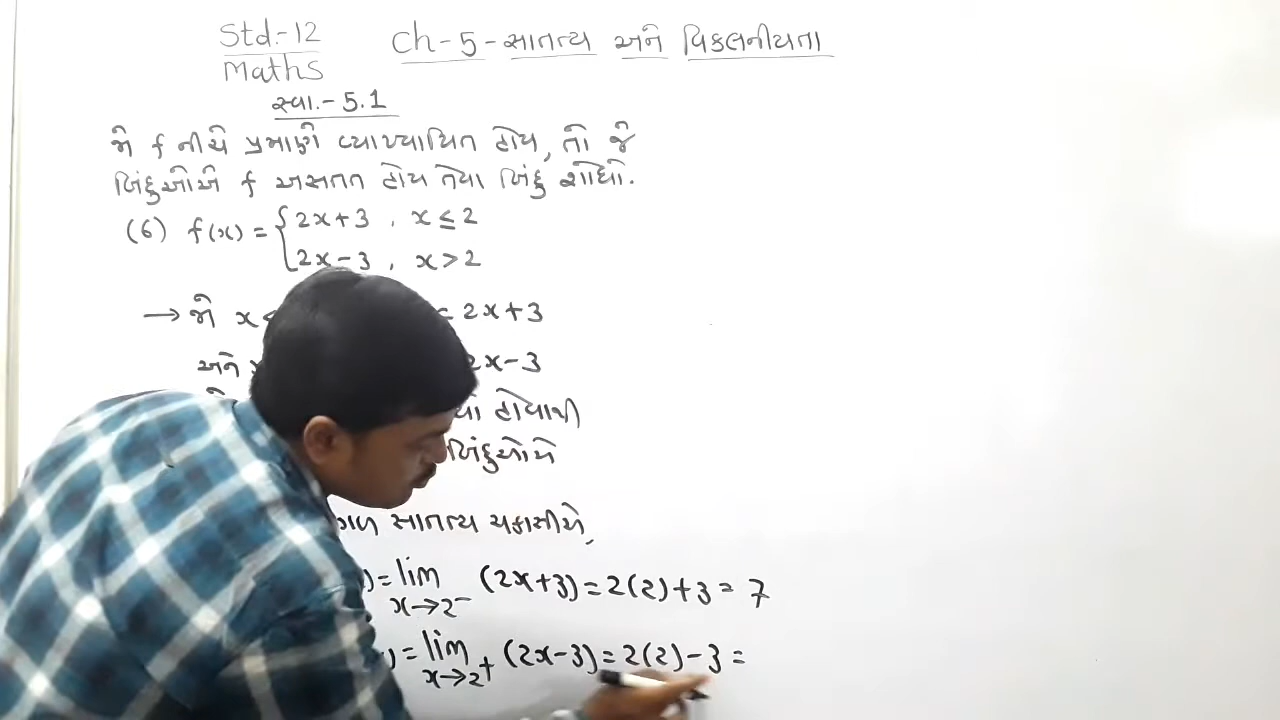 Std.-12 Ch-5-સાતત્ય અને વિકલનીયતા
Maths
સ્વા.-5.1
જો f નીચે પ્રમાણે વ્યાખ્યાયિત હોય, તો જે
બિંદુઓએ f અસતત હોય તેવા બિંદુ શોધો.
(6) f(x) = { 2x+3 , x ≤ 2
2x-3 , x > 2
→ જો x = 2x+3
અને 2x-3
હોવાથી
બિંદુઓએ
આગળ સાતત્ય ચકાસીએ,
) = lim x→2⁻ (2x+3) = 2(2)+3 = 7
) = lim x→2⁺ (2x-3) = 2(2)-3 =